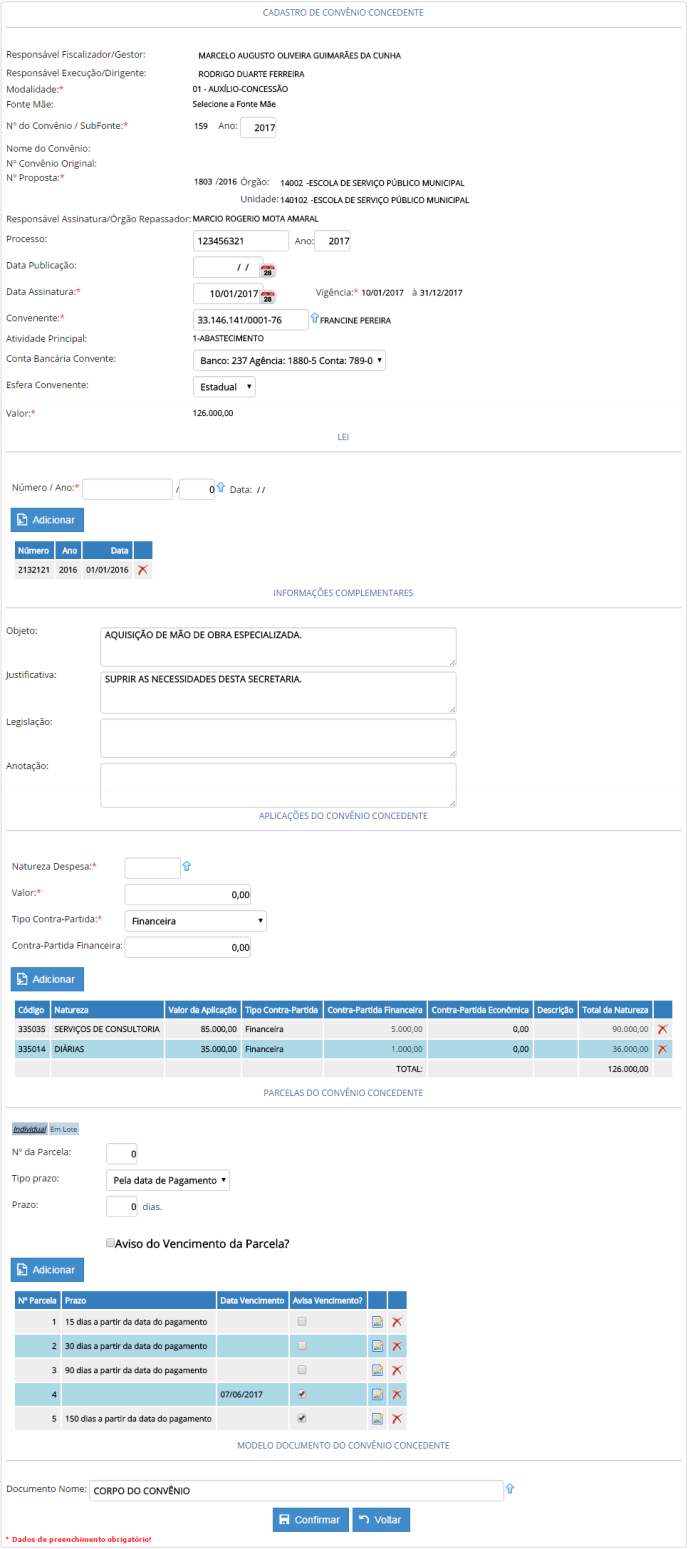 CADASTRO DE CONVÊNIO CONCEDENTE
Responsável Fiscalizador/Gestor: MARCELO AUGUSTO OLIVEIRA GUIMARÃES DA CUNHA
Responsável Execução/Dirigente: RODRIGO DUARTE FERREIRA
Modalidade:* 01 - AUXÍLIO-CONCESSÃO
Fonte Mãe: Selecione a Fonte Mãe
Nº do Convênio / SubFonte:* 159 Ano: 2017
Nome do Convênio:
Nº Convênio Original:
Nº Proposta:* 1803 /2016 Órgão: 14002 -ESCOLA DE SERVIÇO PÚBLICO MUNICIPAL
Unidade: 140102 -ESCOLA DE SERVIÇO PÚBLICO MUNICIPAL
Responsável Assinatura/Órgão Repassador: MARCIO ROGERIO MOTA AMARAL
Processo: 123456321 Ano: 2017
Data Publicação: / / 28
Data Assinatura:* 10/01/2017 28 Vigência:* 10/01/2017 à 31/12/2017
Convenente:* 33.146.141/0001-76 FRANCINE PEREIRA
Atividade Principal: 1-ABASTECIMENTO
Conta Bancária Convente: Banco: 237 Agência: 1880-5 Conta: 789-0
Esfera Convenente: Estadual
Valor:* 126.000,00
LEI
Número / Ano:* / 0 Data: / /
Adicionar
Número Ano Data
2132121 2016 01/01/2016
INFORMAÇÕES COMPLEMENTARES
Objeto: AQUISIÇÃO DE MÃO DE OBRA ESPECIALIZADA.
Justificativa: SUPRIR AS NECESSIDADES DESTA SECRETARIA.
Legislação:
Anotação:
APLICAÇÕES DO CONVÊNIO CONCEDENTE
Natureza Despesa:*
Valor:* 0,00
Tipo Contra-Partida:* Financeira
Contra-Partida Financeira: 0,00
Adicionar
Código Natureza Valor da Aplicação Tipo Contra-Partida Contra-Partida Financeira Contra-Partida Econômica Descrição Total da Natureza
335035 SERVIÇOS DE CONSULTORIA 85.000,00 Financeira 5.000,00 0,00 90.000,00
335014 DIÁRIAS 35.000,00 Financeira 1.000,00 0,00 36.000,00
TOTAL: 126.000,00
PARCELAS DO CONVÊNIO CONCEDENTE
Individual Em Lote
Nº da Parcela: 0
Tipo prazo: Pela data de Pagamento
Prazo: 0 dias.
Aviso do Vencimento da Parcela?
Adicionar
Nº Parcela Prazo Data Vencimento Avisa Vencimento?
1 15 dias a partir da data do pagamento
2 30 dias a partir da data do pagamento
3 90 dias a partir da data do pagamento
4 07/06/2017
5 150 dias a partir da data do pagamento
MODELO DOCUMENTO DO CONVÊNIO CONCEDENTE
Documento Nome: CORPO DO CONVÊNIO
Confirmar Voltar
* Dados de preenchimento obrigatório!